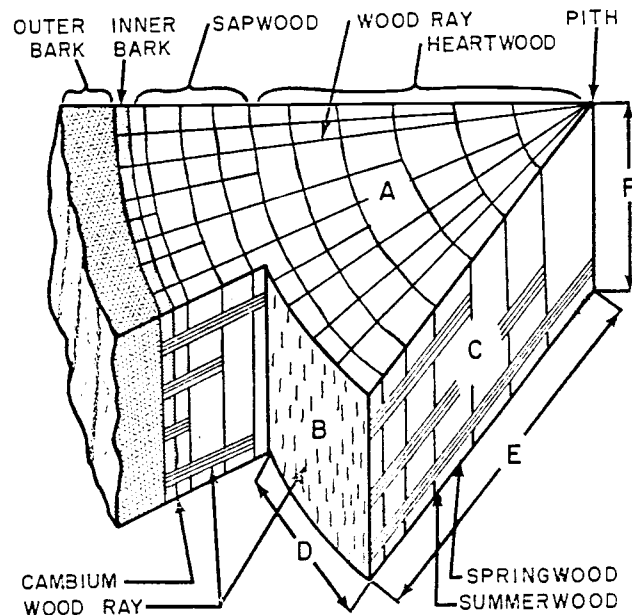 OUTER BARK
INNER BARK
SAPWOOD
WOOD RAY
HEARTWOOD
PITH
A
F
C
B
E
D
CAMBIUM
WOOD RAY
SPRINGWOOD
SUMMERWOOD